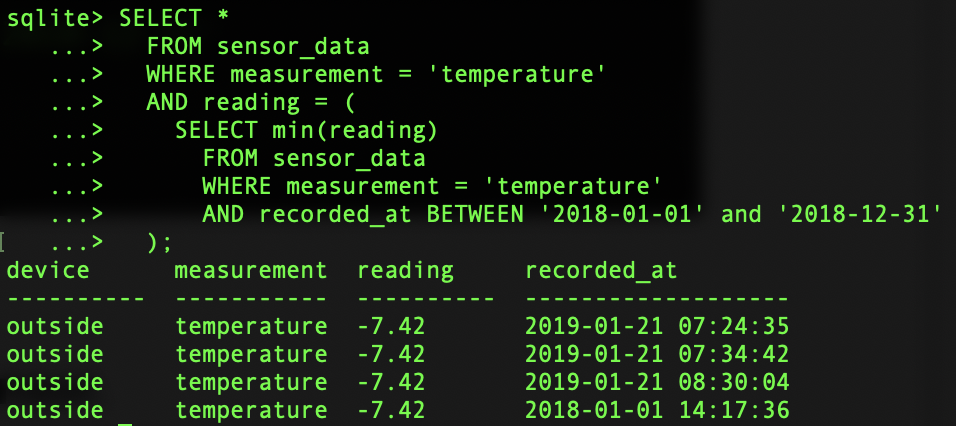 sqlite> SELECT *
   ...>   FROM sensor_data
   ...>   WHERE measurement = 'temperature'
   ...>   AND reading = (
   ...>     SELECT min(reading)
   ...>       FROM sensor_data
   ...>       WHERE measurement = 'temperature'
   ...>       AND recorded_at BETWEEN '2018-01-01' and '2018-12-31'
   ...>   );
device      measurement  reading     recorded_at
----------  -----------  ----------  -------------------
outside     temperature  -7.42       2019-01-21 07:24:35
outside     temperature  -7.42       2019-01-21 07:34:42
outside     temperature  -7.42       2019-01-21 08:30:04
outside     temperature  -7.42       2018-01-01 14:17:36